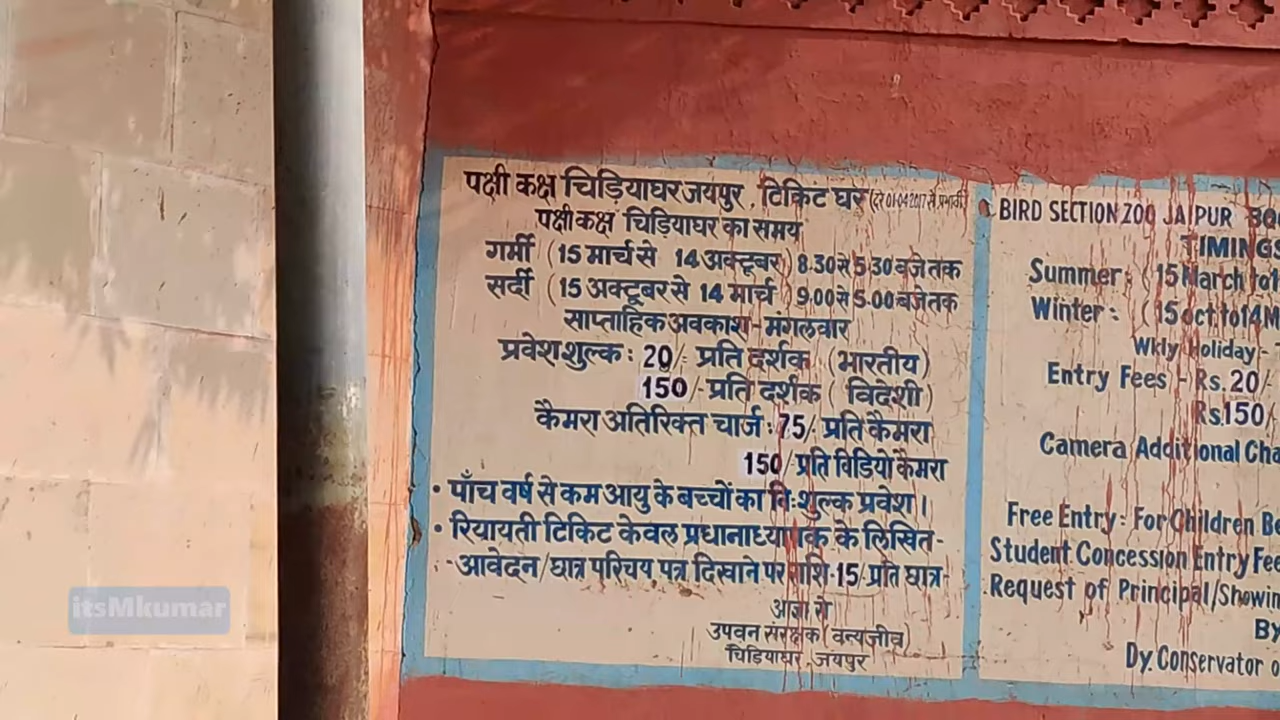 पक्षी कक्ष चिड़ियाघर जयपुर, टिकिट घर (दर 01-04-2017 से प्रभावी)
पक्षी कक्ष चिड़ियाघर का समय
गर्मी (15 मार्च से 14 अक्टूबर) 8.30 से 5.30 बजे तक
सर्दी (15 अक्टूबर से 14 मार्च) 9.00 से 5.00 बजे तक
साप्ताहिक अवकाश-मंगलवार
प्रवेश शुल्क: 20/- प्रति दर्शक (भारतीय)
150/- प्रति दर्शक (विदेशी)
कैमरा अतिरिक्त चार्ज: 75/- प्रति कैमरा
150/- प्रति विडियो कैमरा
• पाँच वर्ष से कम आयु के बच्चों का निःशुल्क प्रवेश।
• रियायती टिकिट केवल प्रधानाध्यापक के लिखित-
आवेदन/छात्र परिचय पत्र दिखाने पर राशि-15/- प्रति छात्र-
आज्ञा से
उपवन संरक्षक (वन्यजीव)
चिडियाघर, जयपुर
BIRD SECTION ZOO JAIPUR
TIMINGS
Summer: (15 March to
Winter: (15 oct to 14 M
Wkly Holiday-
Entry Fees - Rs. 20/-
Rs.150/
Camera Additional Cha
Free Entry: For Children Be
Student Concession Entry Fee
Request of Principal/Showin
By
Dy. Conservator o
itsMkumar